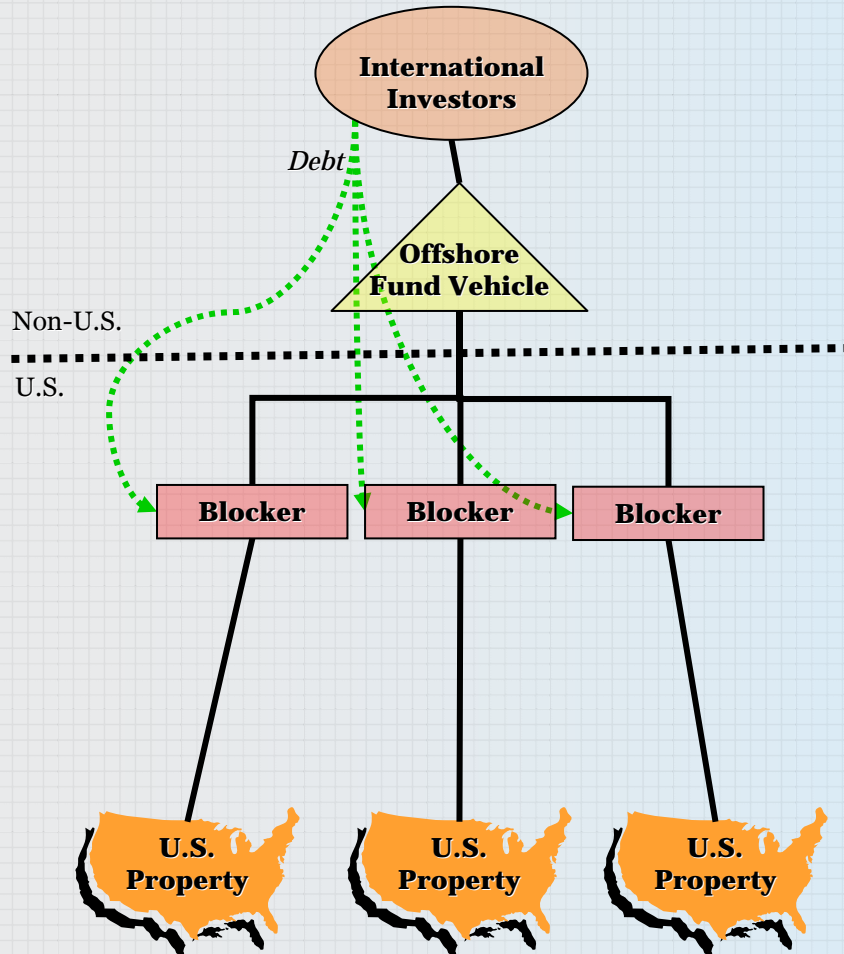 International
Investors
Debt
Offshore
Fund Vehicle
Non-U.S.
U.S.
Blocker
Blocker
Blocker
U.S.
Property
U.S.
Property
U.S.
Property